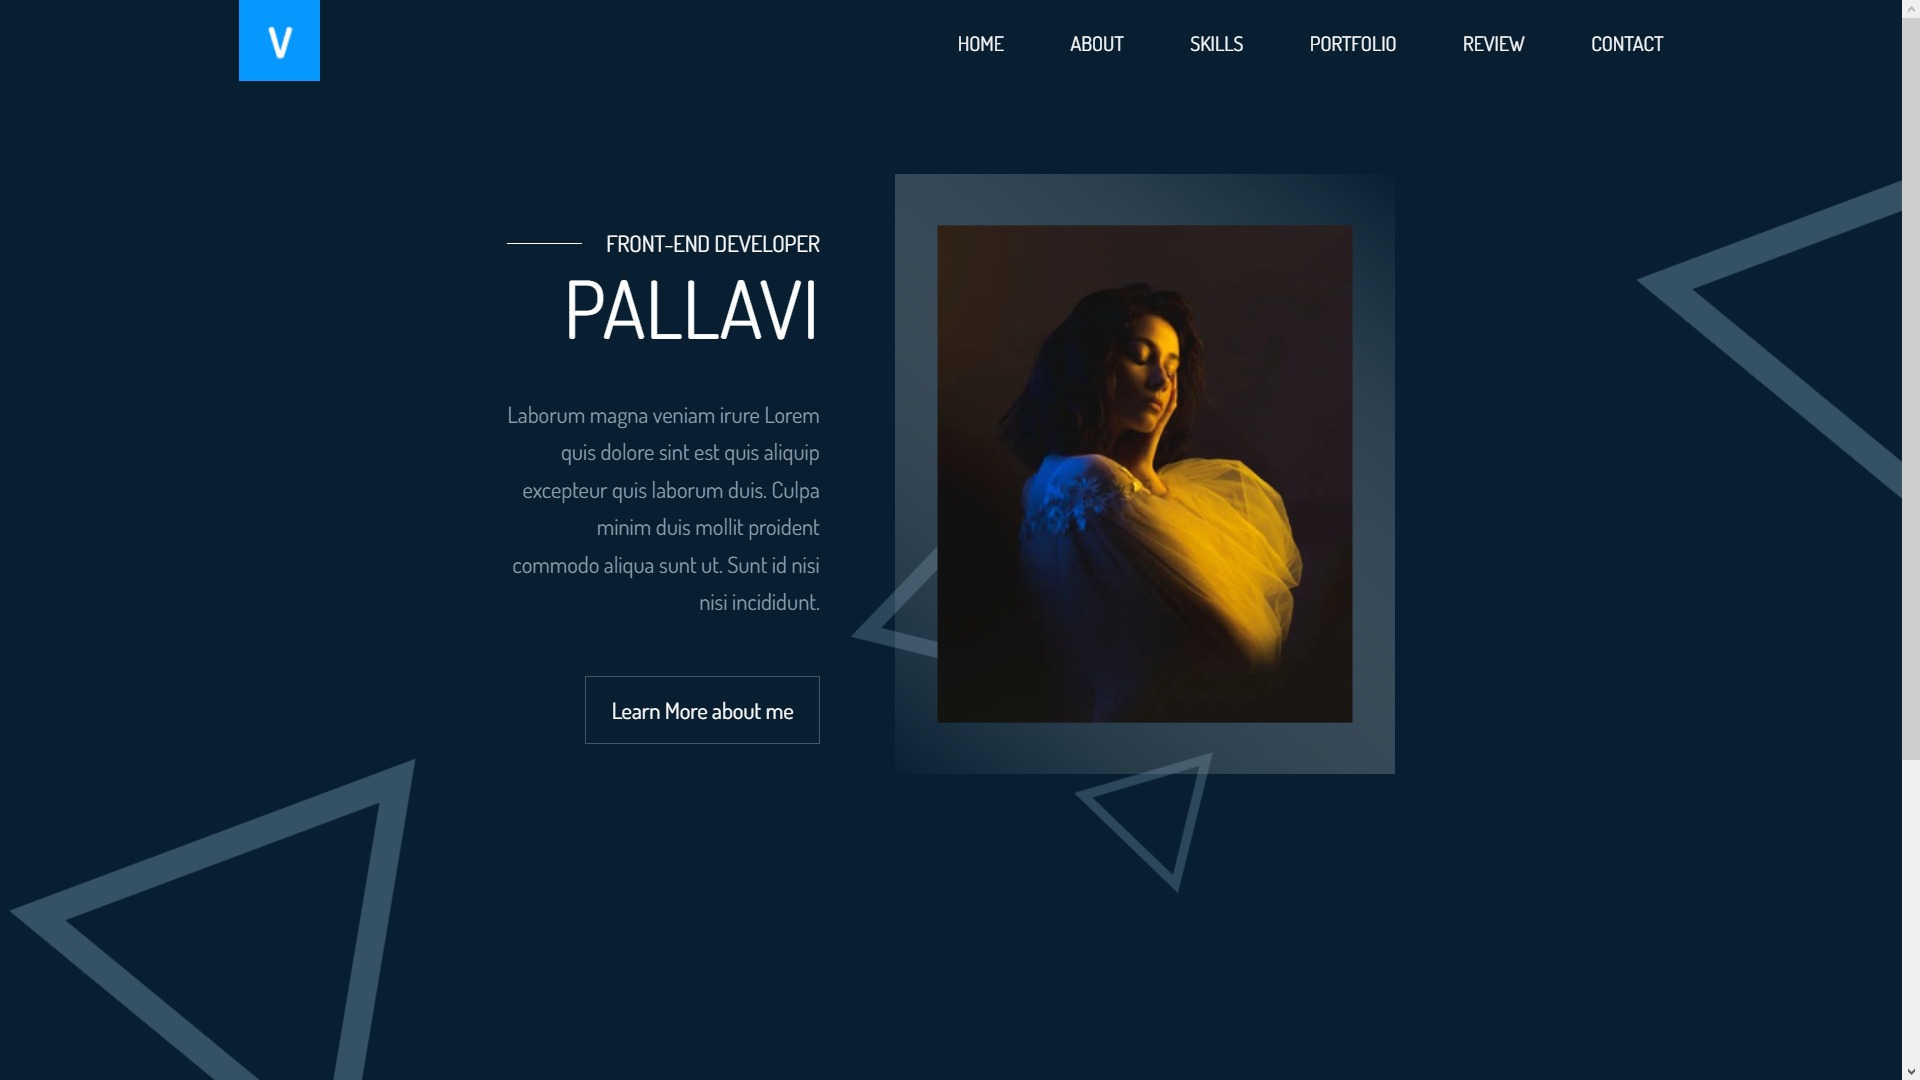 V
HOME ABOUT SKILLS PORTFOLIO REVIEW CONTACT
FRONT-END DEVELOPER
PALLAVI
Laborum magna veniam irure Lorem
quis dolore sint est quis aliquip
excepteur quis laborum duis. Culpa
minim duis mollit proident
commodo aliqua sunt ut. Sunt id nisi
nisi incididunt.
Learn More about me